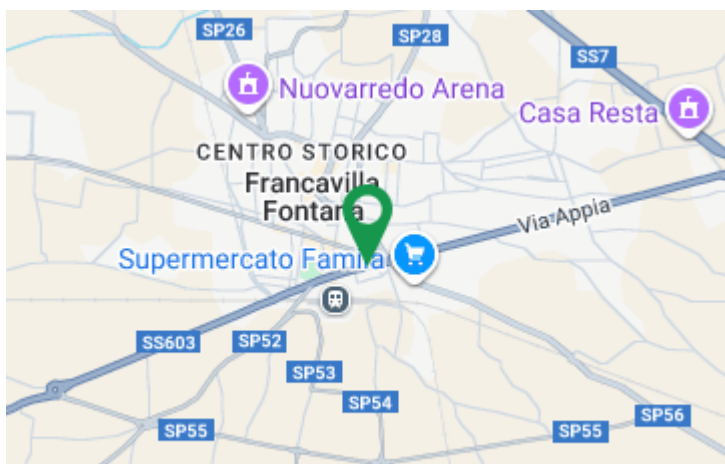 SP26
SP28
SS7
Nuovarredo Arena
Casa Resta
CENTRO STORICO
Francavilla
Fontana
Via Appia
Supermercato Famila
SS603
SP52
SP53
SP54
SP56
SP55
SP55